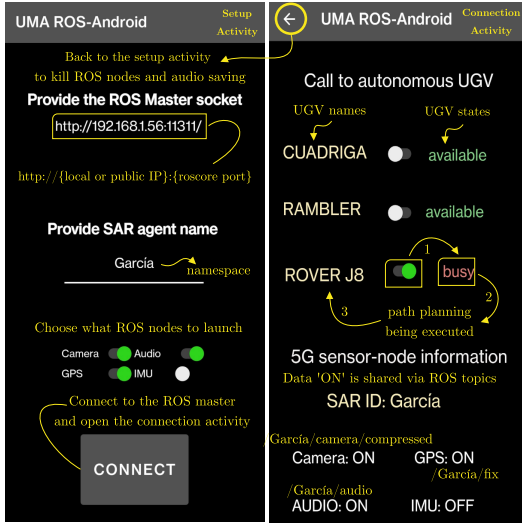 UMA ROS-Android
Setup
Activity
Back to the setup activity
to kill ROS nodes and audio saving
Provide the ROS Master socket
http://192.168.1.56:11311/
http://{local or public IP}:{roscore port}
Provide SAR agent name
García
namespace
Choose what ROS nodes to launch
Camera Audio
GPS IMU
Connect to the ROS master
and open the connection activity
CONNECT
UMA ROS-Android
Connection
Activity
Call to autonomous UGV
UGV names
UGV states
CUADRIGA available
RAMBLER available
1
ROVER J8 busy
2
3
path planning
being executed
5G sensor-node information
Data 'ON' is shared via ROS topics
SAR ID: García
García/camera/compressed
Camera: ON GPS: ON
/García/fix
/García/audio
AUDIO: ON IMU: OFF